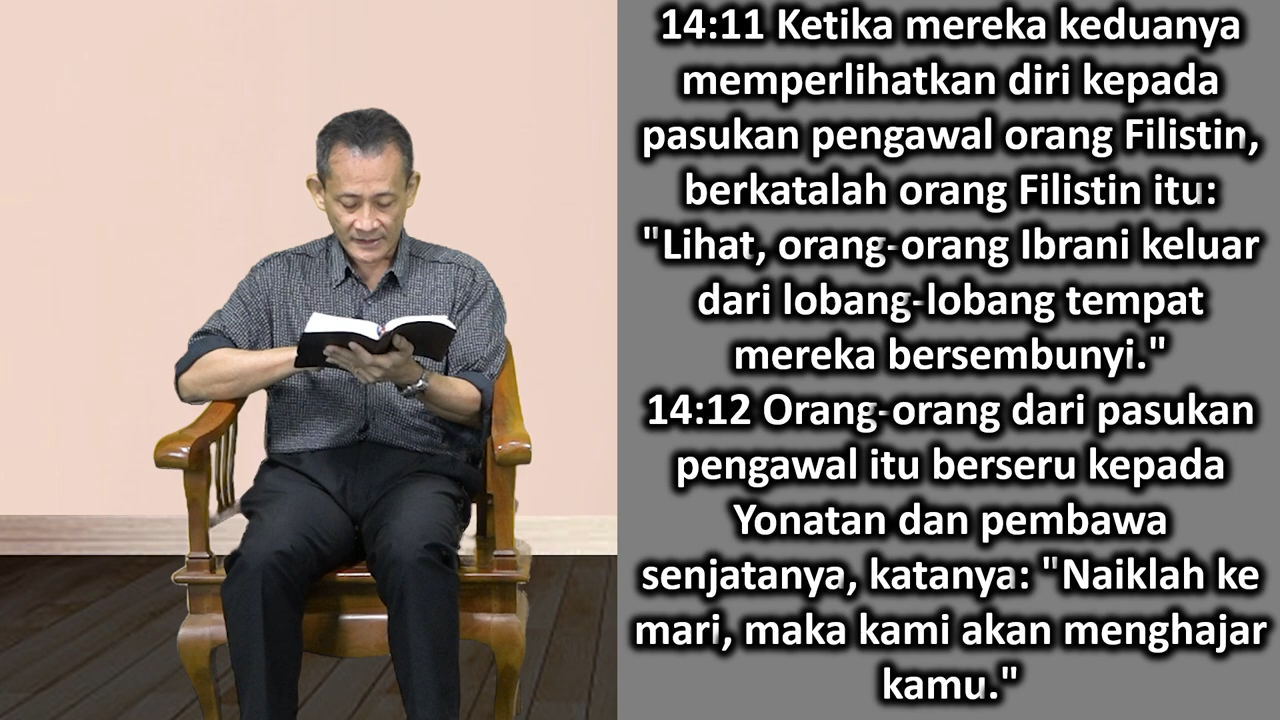 14:11 Ketika mereka keduanya
memperlihatkan diri kepada
pasukan pengawal orang Filistin,
berkatalah orang Filistin itu:
"Lihat, orang-orang Ibrani keluar
dari lobang-lobang tempat
mereka bersembunyi."
14:12 Orang-orang dari pasukan
pengawal itu berseru kepada
Yonatan dan pembawa
senjatanya, katanya: "Naiklah ke
mari, maka kami akan menghajar
kamu."